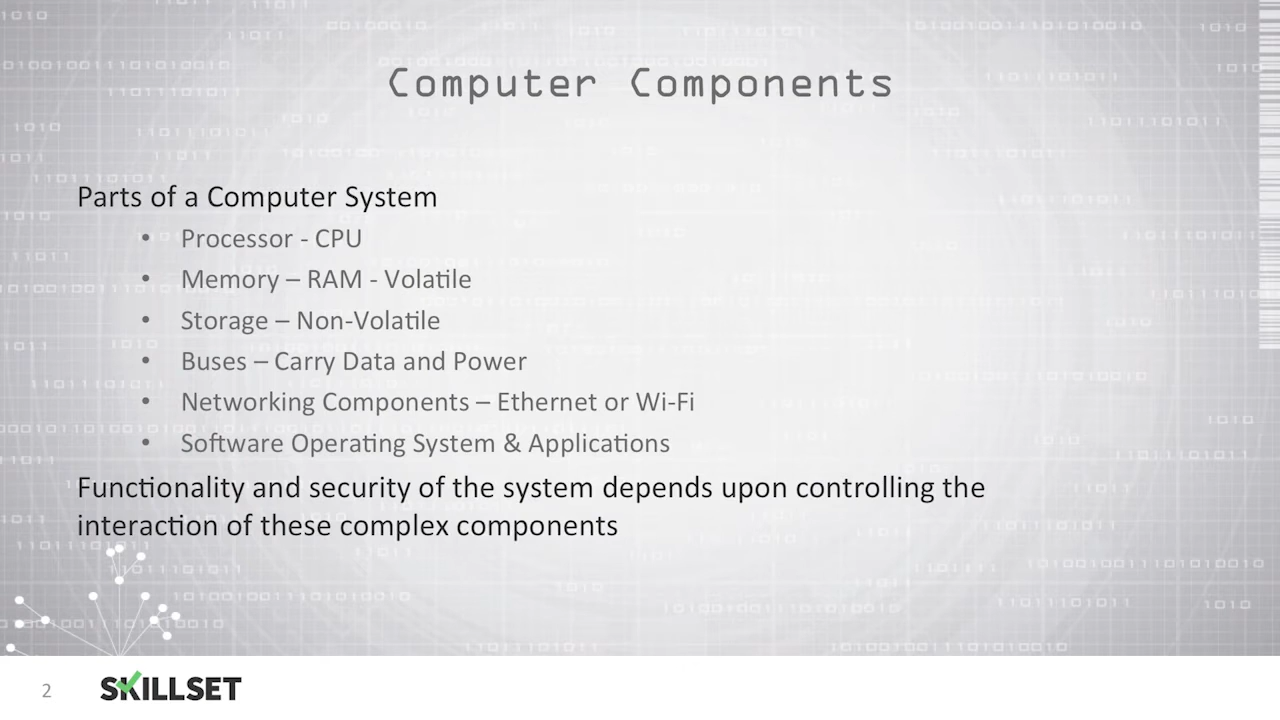 Computer Components
Parts of a Computer System
• Processor - CPU
• Memory – RAM - Volatile
• Storage – Non-Volatile
• Buses – Carry Data and Power
• Networking Components – Ethernet or Wi-Fi
• Software Operating System & Applications
Functionality and security of the system depends upon controlling the
interaction of these complex components
2
SKILLSET